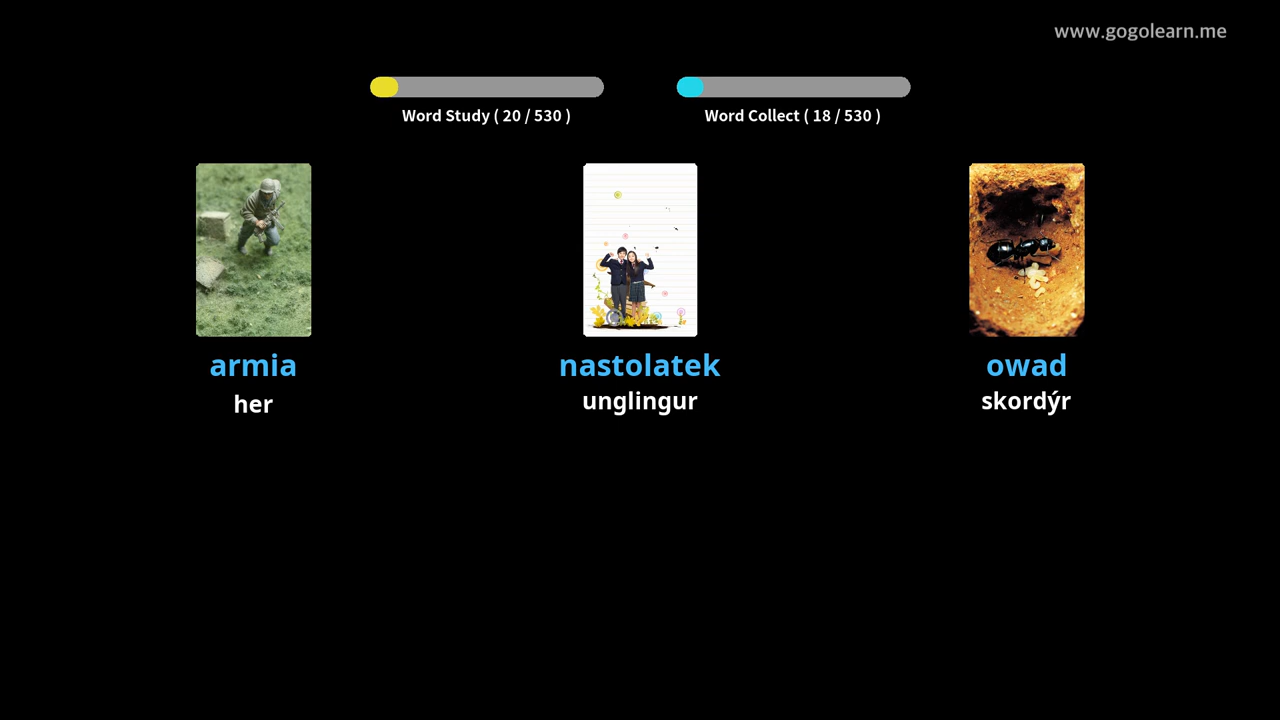 www.gogolearn.me
Word Study ( 20 / 530 )
Word Collect ( 18 / 530 )
armia
her
nastolatek
unglingur
owad
skordýr